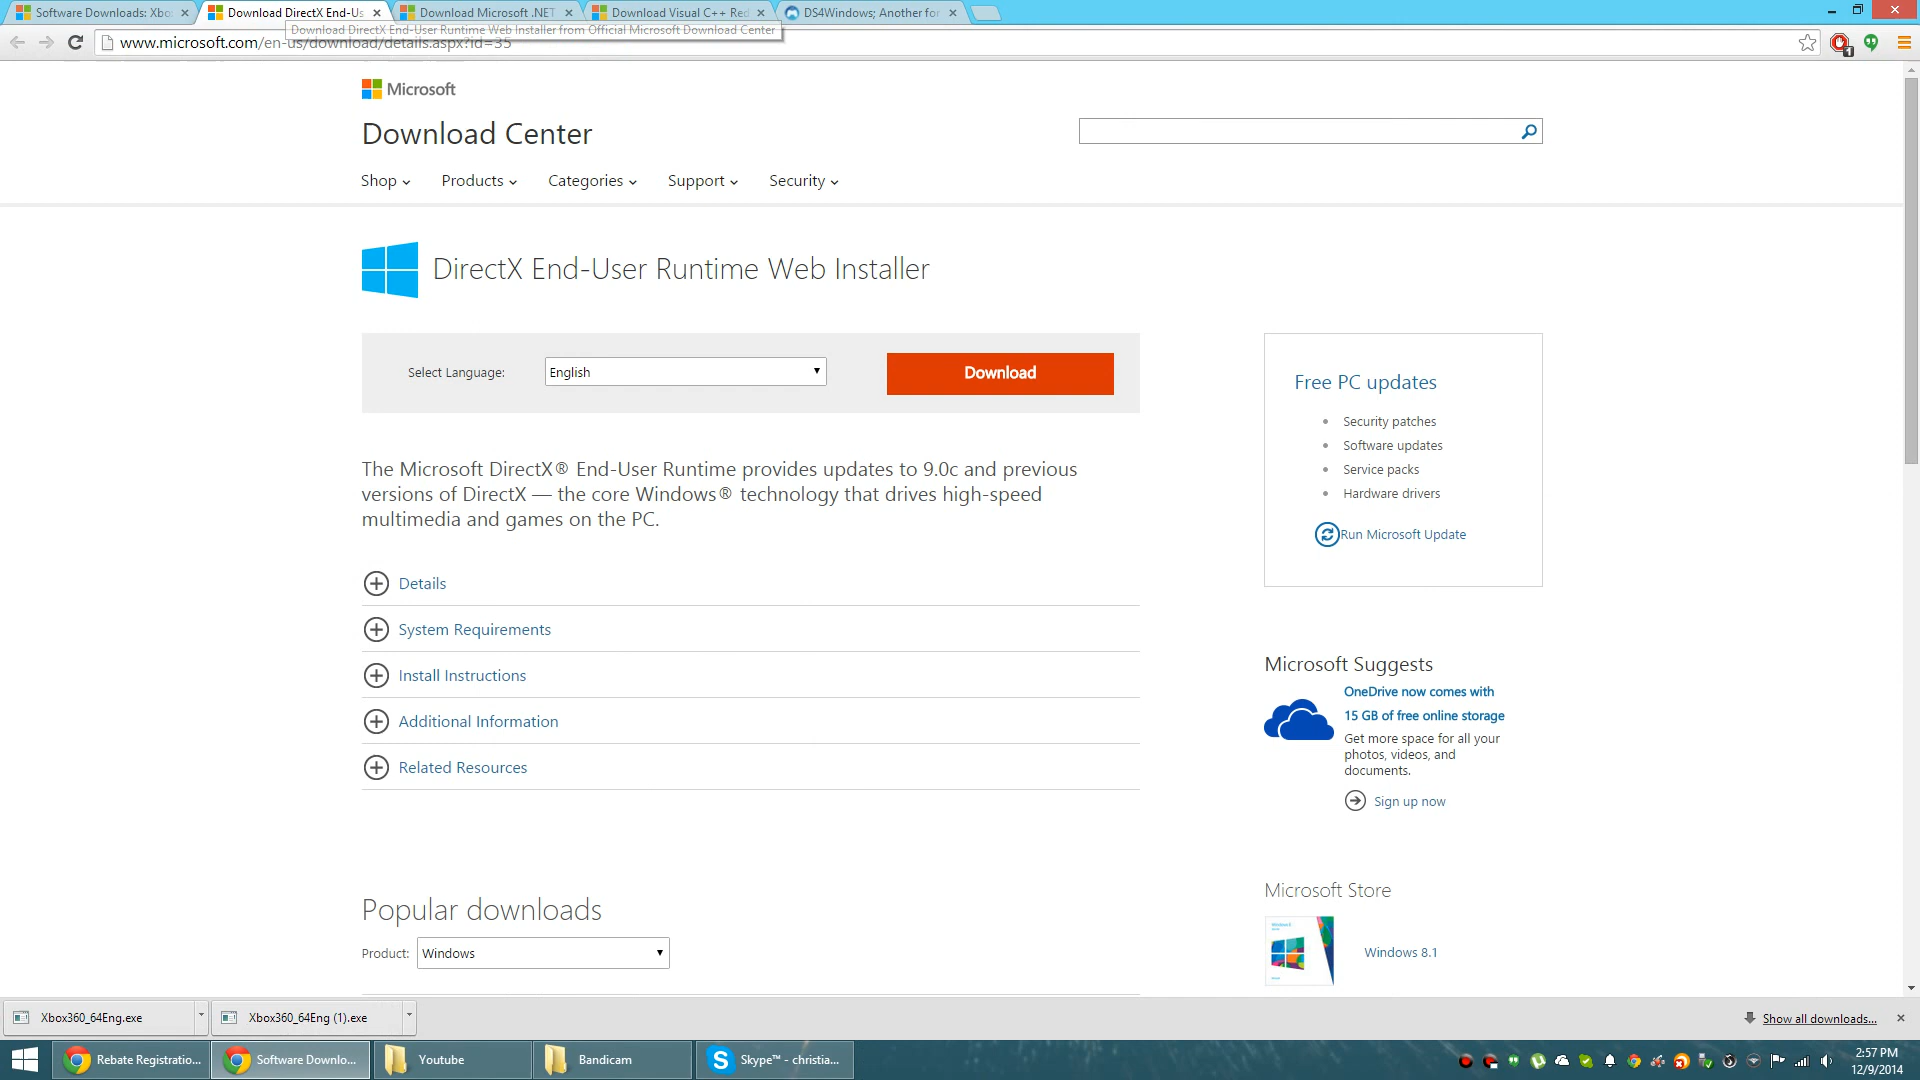 Software Downloads: Xbo
Download DirectX End-Us
Download Microsoft .NET
Download Visual C++ Red
DS4Windows; Another for
Download DirectX End-User Runtime Web Installer from Official Microsoft Download Center
www.microsoft.com/en-us/download/details.aspx?id=35
1
Microsoft
Download Center
Shop
Products
Categories
Support
Security
DirectX End-User Runtime Web Installer
Select Language:
English
Download
The Microsoft DirectX® End-User Runtime provides updates to 9.0c and previous
versions of DirectX — the core Windows® technology that drives high-speed
multimedia and games on the PC.
Details
System Requirements
Install Instructions
Additional Information
Related Resources
Free PC updates
Security patches
Software updates
Service packs
Hardware drivers
Run Microsoft Update
Microsoft Suggests
OneDrive now comes with
15 GB of free online storage
Get more space for all your
photos, videos, and
documents.
Sign up now
Popular downloads
Product:
Windows
Microsoft Store
Windows 8.1
Xbox360_64Eng.exe
Xbox360_64Eng (1).exe
Show all downloads...
Rebate Registratio...
Software Downlo...
Youtube
Bandicam
Skype™ - christia...
2:57 PM
12/9/2014